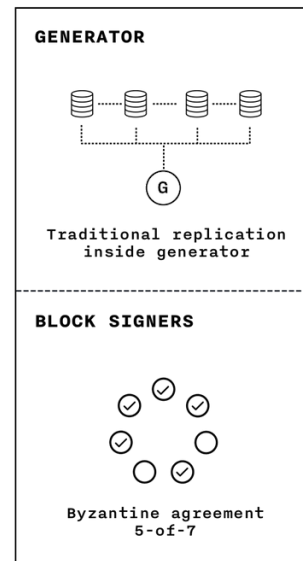 GENERATOR
G
Traditional replication
inside generator
BLOCK SIGNERS
Byzantine agreement
5-of-7